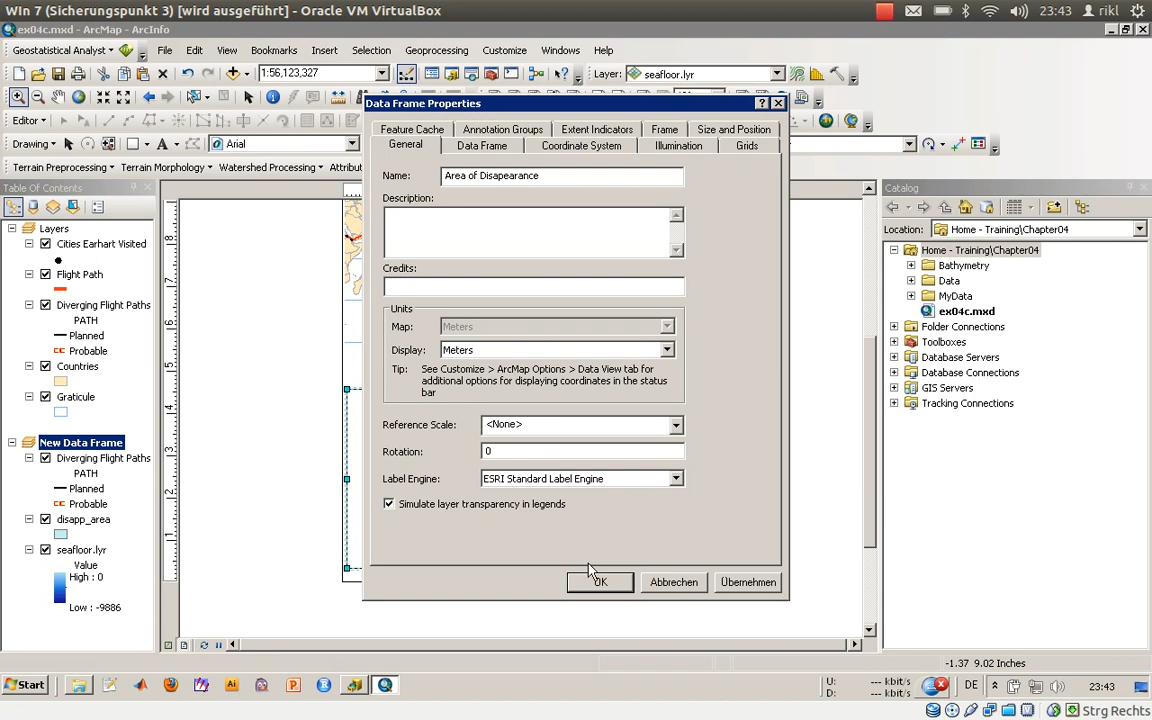 WIn 7 (Sicherungspunkt 3) [wird ausgeführt] - Oracle VM VirtualBox
23:43 rikl
ex04c.mxd - ArcMap - ArcInfo
Geostatistical Analyst File Edit View Bookmarks Insert Selection Geoprocessing Customize Windows Help
1:56,123,327 Layer: seafloor.lyr
Editor
Drawing Arial
Terrain Preprocessing Terrain Morphology Watershed Processing Attribut
Table Of Contents
Layers
Cities Earhart Visited
Flight Path
Diverging Flight Paths
PATH
Planned
Probable
Countries
Graticule
New Data Frame
Diverging Flight Paths
PATH
Planned
Probable
disapp_area
seafloor.lyr
Value
High : 0
Low : -9886
Data Frame Properties
Feature Cache Annotation Groups Extent Indicators Frame Size and Position
General Data Frame Coordinate System Illumination Grids
Name: Area of Disapearance
Description:
Credits:
Units
Map: Meters
Display: Meters
Tip: See Customize > ArcMap Options > Data View tab for
additional options for displaying coordinates in the status
bar
Reference Scale: <None>
Rotation: 0
Label Engine: ESRI Standard Label Engine
Simulate layer transparency in legends
OK Abbrechen Übernehmen
Catalog
Location: Home - Training\Chapter04
Home - Training\Chapter04
Bathymetry
Data
MyData
ex04c.mxd
Folder Connections
Toolboxes
Database Servers
Database Connections
GIS Servers
Tracking Connections
-1.37 9.02 Inches
Start
U: --- kbit/s
D: --- kbit/s
DE 23:43
Strg Rechts